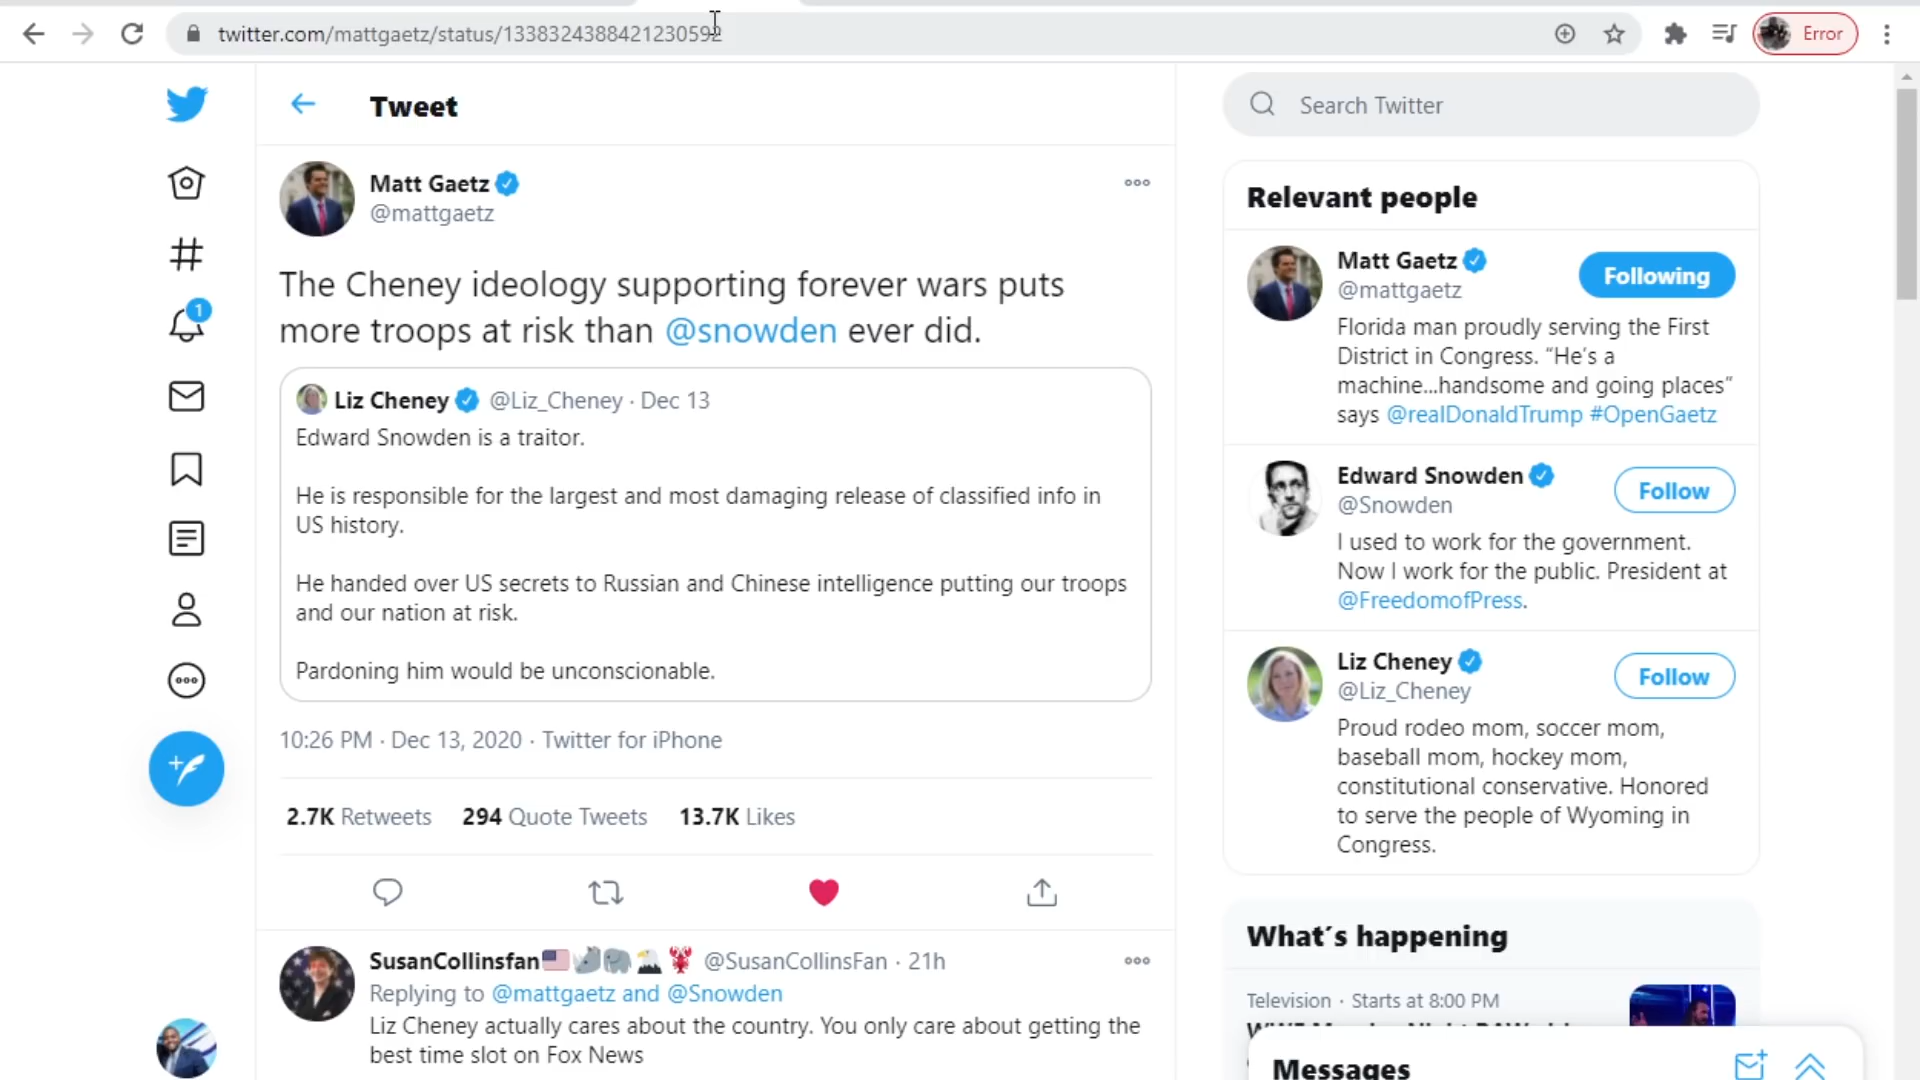 twitter.com/mattgaetz/status/1338324388421230592
Error
Tweet
Search Twitter
Matt Gaetz
@mattgaetz
The Cheney ideology supporting forever wars puts
more troops at risk than @snowden ever did.
Liz Cheney @Liz_Cheney · Dec 13
Edward Snowden is a traitor.
He is responsible for the largest and most damaging release of classified info in
US history.
He handed over US secrets to Russian and Chinese intelligence putting our troops
and our nation at risk.
Pardoning him would be unconscionable.
10:26 PM · Dec 13, 2020 · Twitter for iPhone
2.7K Retweets 294 Quote Tweets 13.7K Likes
SusanCollinsfan🇺🇸🦏🐘🦅🦞 @SusanCollinsFan · 21h
Replying to @mattgaetz and @Snowden
Liz Cheney actually cares about the country. You only care about getting the
best time slot on Fox News
1
Relevant people
Matt Gaetz
@mattgaetz
Following
Florida man proudly serving the First
District in Congress. “He’s a
machine...handsome and going places”
says @realDonaldTrump #OpenGaetz
Edward Snowden
@Snowden
Follow
I used to work for the government.
Now I work for the public. President at
@FreedomofPress.
Liz Cheney
@Liz_Cheney
Follow
Proud rodeo mom, soccer mom,
baseball mom, hockey mom,
constitutional conservative. Honored
to serve the people of Wyoming in
Congress.
What’s happening
Television · Starts at 8:00 PM
Messages